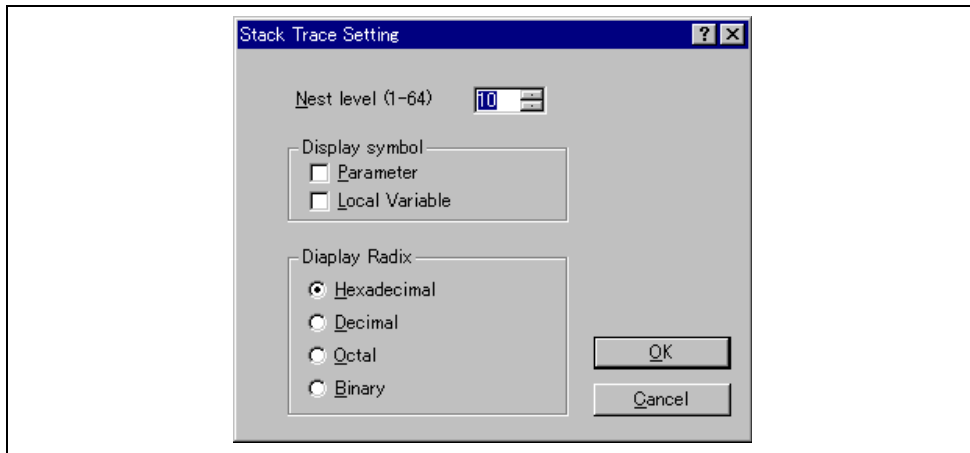 Stack Trace Setting
Nest level (1-64) 10
Display symbol
Parameter
Local Variable
Diaplay Radix
Hexadecimal
Decimal
Octal
Binary
OK
Cancel